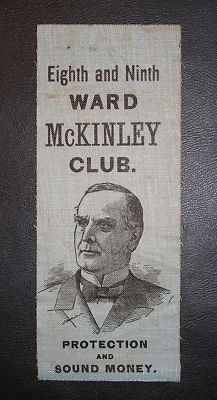 Eighth and Ninth
WARD
McKINLEY
CLUB.
PROTECTION
AND
SOUND MONEY.